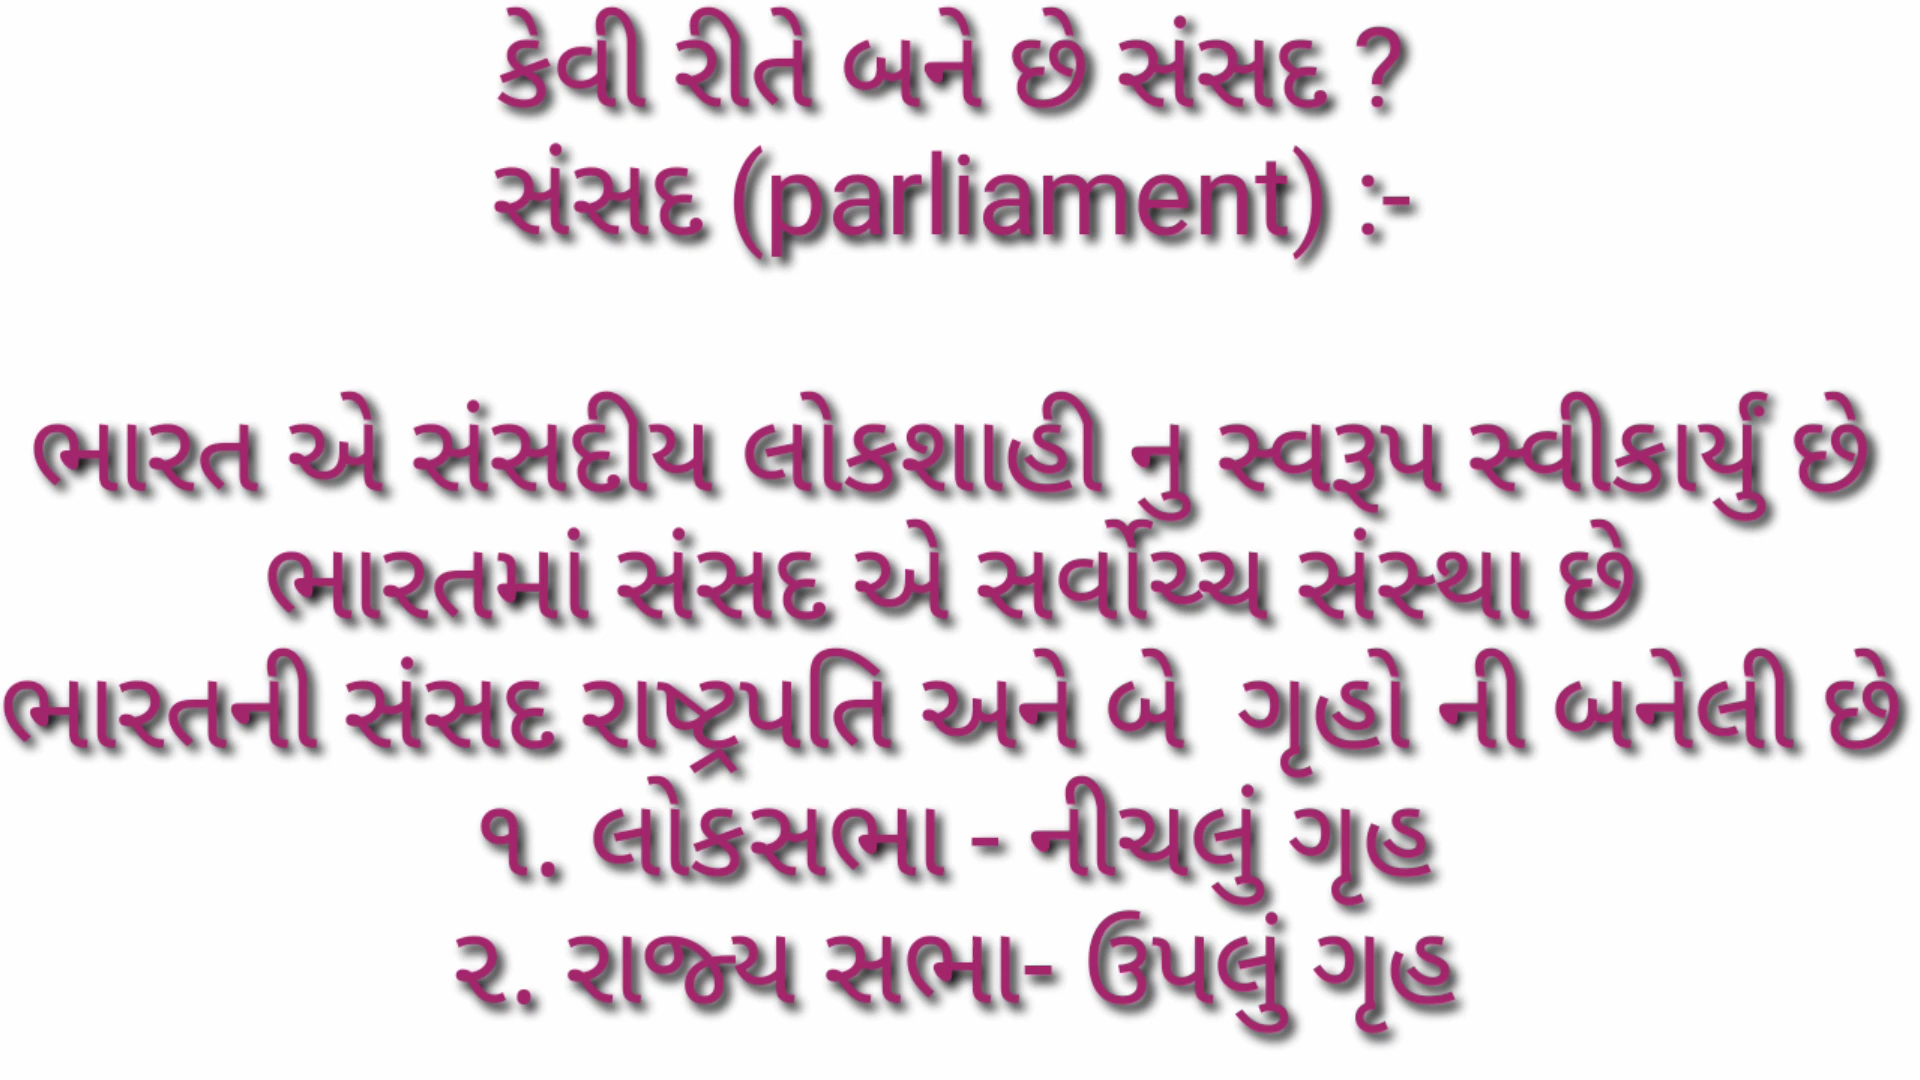 કેવી રીતે બને છે સંસદ ?
સંસદ (parliament) :-
ભારત એ સંસદીય લોકશાહી નુ સ્વરૂપ સ્વીકાર્યું છે
ભારતમાં સંસદ એ સર્વોચ્ચ સંસ્થા છે
ભારતની સંસદ રાષ્ટ્રપતિ અને બે ગૃહો ની બનેલી છે
૧. લોકસભા - નીચલું ગૃહ
૨. રાજ્ય સભા- ઉપલું ગૃહ